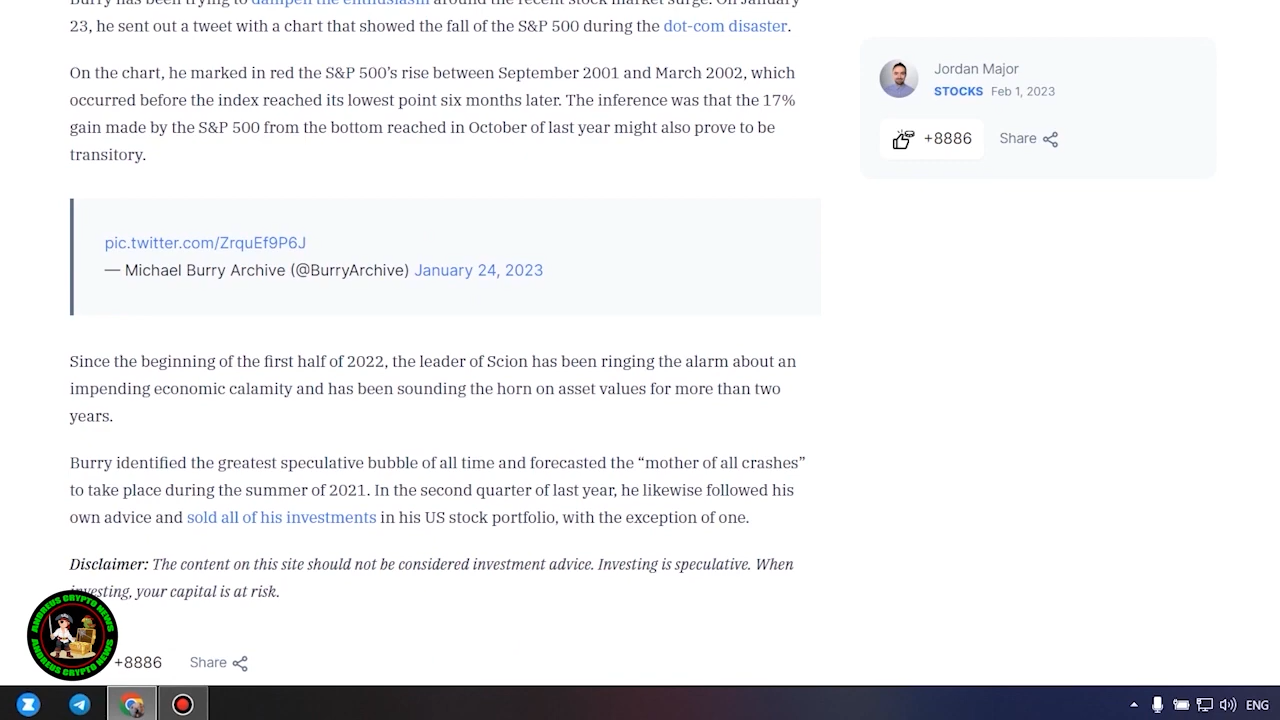 Burry has been trying to dampen the enthusiasm around the recent stock market surge. On January
23, he sent out a tweet with a chart that showed the fall of the S&P 500 during the dot-com disaster.
On the chart, he marked in red the S&P 500’s rise between September 2001 and March 2002, which
occurred before the index reached its lowest point six months later. The inference was that the 17%
gain made by the S&P 500 from the bottom reached in October of last year might also prove to be
transitory.
pic.twitter.com/ZrquEf9P6J
— Michael Burry Archive (@BurryArchive) January 24, 2023
Since the beginning of the first half of 2022, the leader of Scion has been ringing the alarm about an
impending economic calamity and has been sounding the horn on asset values for more than two
years.
Burry identified the greatest speculative bubble of all time and forecasted the “mother of all crashes”
to take place during the summer of 2021. In the second quarter of last year, he likewise followed his
own advice and sold all of his investments in his US stock portfolio, with the exception of one.
Disclaimer: The content on this site should not be considered investment advice. Investing is speculative. When
investing, your capital is at risk.
+8886 Share
Jordan Major
STOCKS Feb 1, 2023
+8886 Share
ANDREUS CRYPTO NEWS
ANDREUS CRYPTO NEWS
ENG